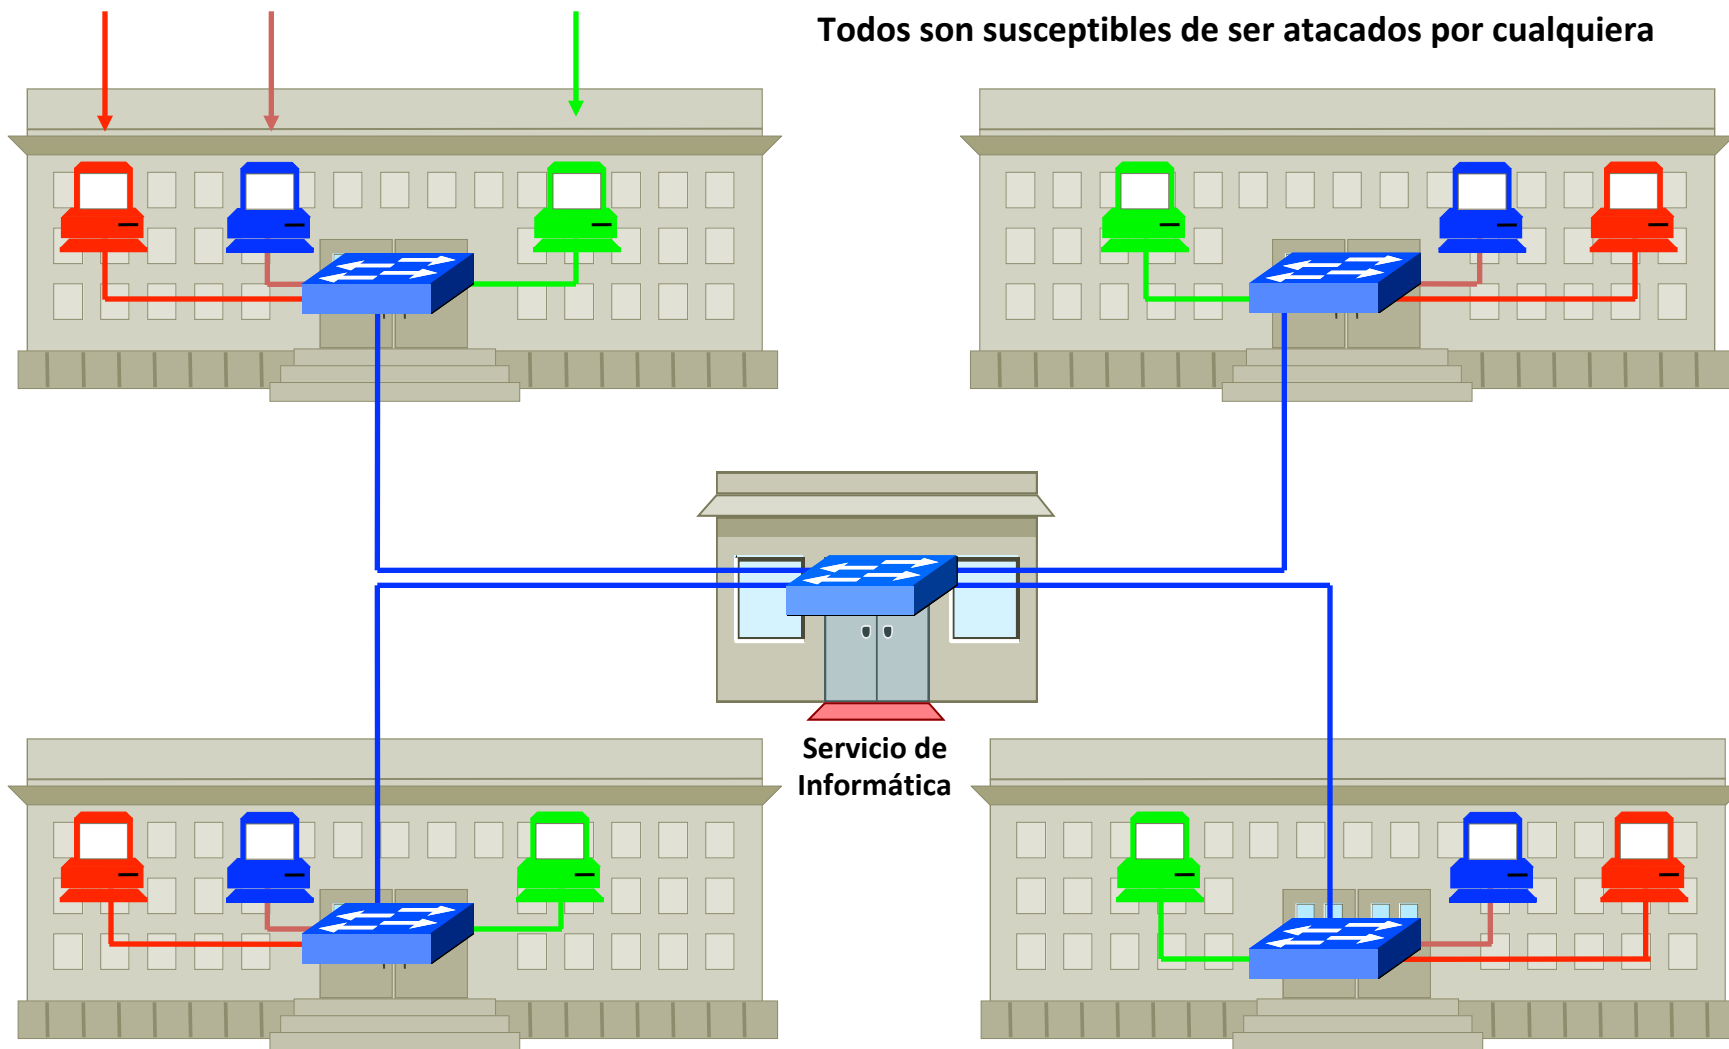 Todos son susceptibles de ser atacados por cualquiera
Servicio de
Informática